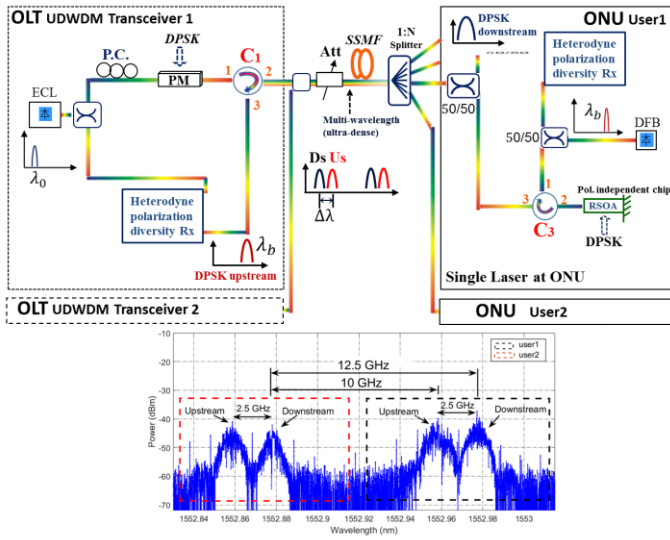 OLT UDWDM Transceiver 1
DPSK
P.C.
PM
C1
1
2
3
ECL
λ0
Heterodyne
polarization
diversity Rx
λb
DPSK upstream
OLT UDWDM Transceiver 2
Att
SSMF
1:N
Splitter
Multi-wavelength
(ultra-dense)
Ds Us
Δλ
ONU User1
DPSK
downstream
50/50
50/50
Heterodyne
polarization
diversity Rx
λb
DFB
50/50
1
3
2
C3
Pol. independent chip
RSOA
DPSK
Single Laser at ONU
ONU User2
-10
-20
-30
-40
-50
-60
-70
Power (dBm)
user1
user2
12.5 GHz
10 GHz
Upstream
2.5 GHz
Downstream
Upstream
2.5 GHz
Downstream
1552.84
1552.86
1552.88
1552.9
1552.92
1552.94
1552.96
1552.98
1553
Wavelength (nm)